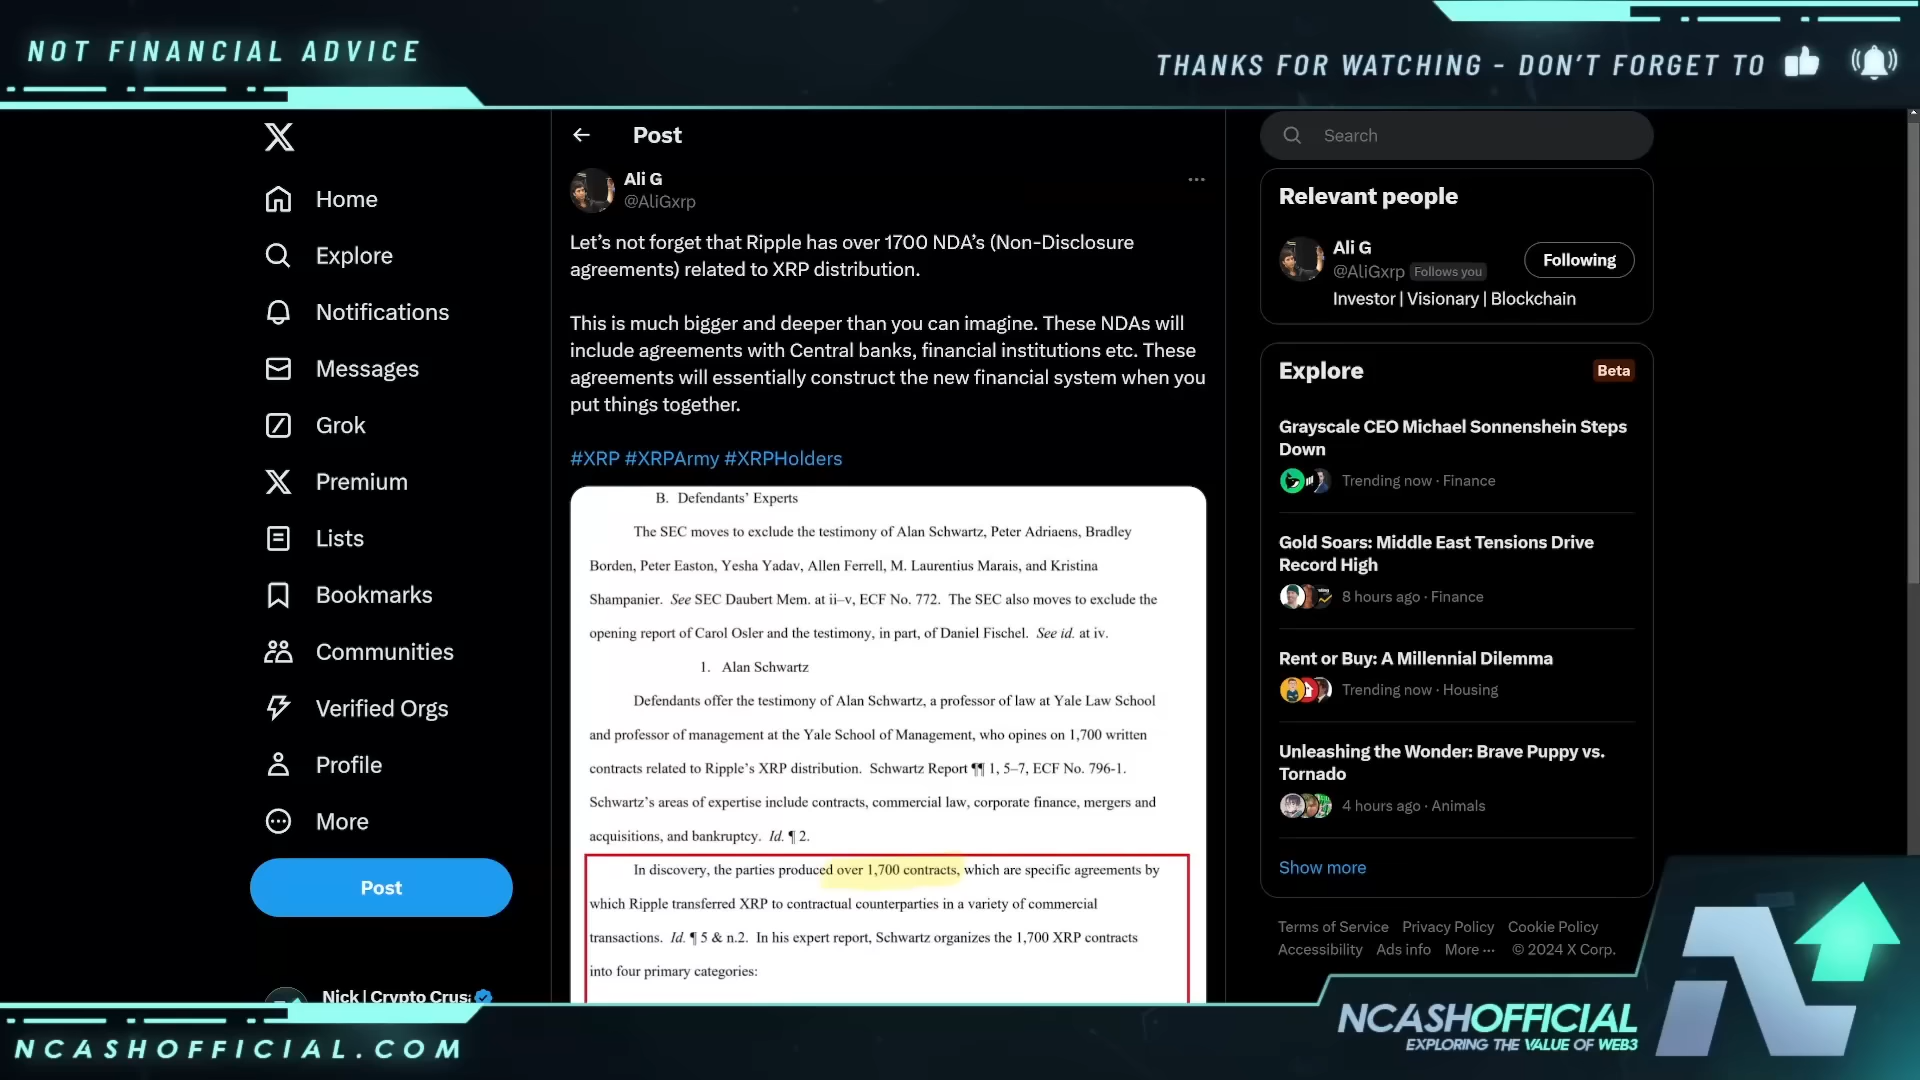 NOT FINANCIAL ADVICE
THANKS FOR WATCHING - DON'T FORGET TO
Home
Explore
Notifications
Messages
Grok
Premium
Lists
Bookmarks
Communities
Verified Orgs
Profile
More
Post
Post
Ali G
@AliGxrp
Let’s not forget that Ripple has over 1700 NDA’s (Non-Disclosure
agreements) related to XRP distribution.
This is much bigger and deeper than you can imagine. These NDAs will
include agreements with Central banks, financial institutions etc. These
agreements will essentially construct the new financial system when you
put things together.
#XRP #XRPArmy #XRPHolders
B. Defendants’ Experts
The SEC moves to exclude the testimony of Alan Schwartz, Peter Adriaens, Bradley
Borden, Peter Easton, Yesha Yadav, Allen Ferrell, M. Laurentius Marais, and Kristina
Shampanier. See SEC Daubert Mem. at ii–v, ECF No. 772. The SEC also moves to exclude the
opening report of Carol Osler and the testimony, in part, of Daniel Fischel. See id. at iv.
1. Alan Schwartz
Defendants offer the testimony of Alan Schwartz, a professor of law at Yale Law School
and professor of management at the Yale School of Management, who opines on 1,700 written
contracts related to Ripple’s XRP distribution. Schwartz Report ¶¶ 1, 5–7, ECF No. 796-1.
Schwartz’s areas of expertise include contracts, commercial law, corporate finance, mergers and
acquisitions, and bankruptcy. Id. ¶ 2.
In discovery, the parties produced over 1,700 contracts, which are specific agreements by
which Ripple transferred XRP to contractual counterparties in a variety of commercial
transactions. Id. ¶ 5 & n.2. In his expert report, Schwartz organizes the 1,700 XRP contracts
into four primary categories:
Search
Relevant people
Ali G
@AliGxrp Follows you
Following
Investor | Visionary | Blockchain
Explore
Beta
Grayscale CEO Michael Sonnenshein Steps
Down
Trending now · Finance
Gold Soars: Middle East Tensions Drive
Record High
8 hours ago · Finance
Rent or Buy: A Millennial Dilemma
Trending now · Housing
Unleashing the Wonder: Brave Puppy vs.
Tornado
4 hours ago · Animals
Show more
Terms of Service Privacy Policy Cookie Policy
Accessibility Ads info More ··· © 2024 X Corp.
Nick | Crypto Crus
NCASHOFFICIAL.COM
NCASHOFFICIAL
EXPLORING THE VALUE OF WEB3